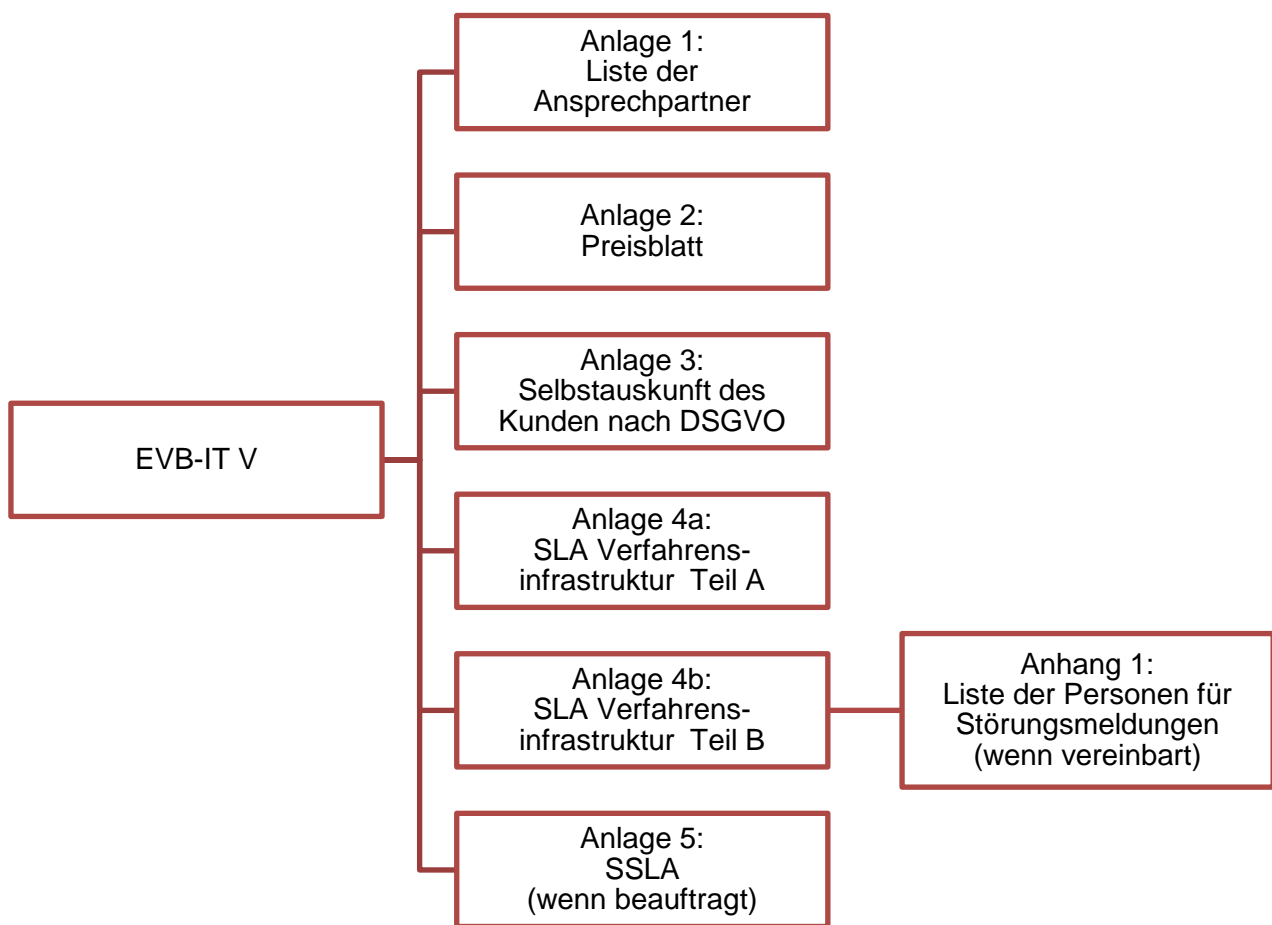 Anlage 1:
Liste der
Ansprechpartner
Anlage 2:
Preisblatt
Anlage 3:
Selbstauskunft des
Kunden nach DSGVO
EVB-IT V
Anlage 4a:
SLA Verfahrens-
infrastruktur  Teil A
Anlage 4b:
SLA Verfahrens-
infrastruktur  Teil B
Anhang 1:
Liste der Personen für
Störungsmeldungen
(wenn vereinbart)
Anlage 5:
SSLA
(wenn beauftragt)